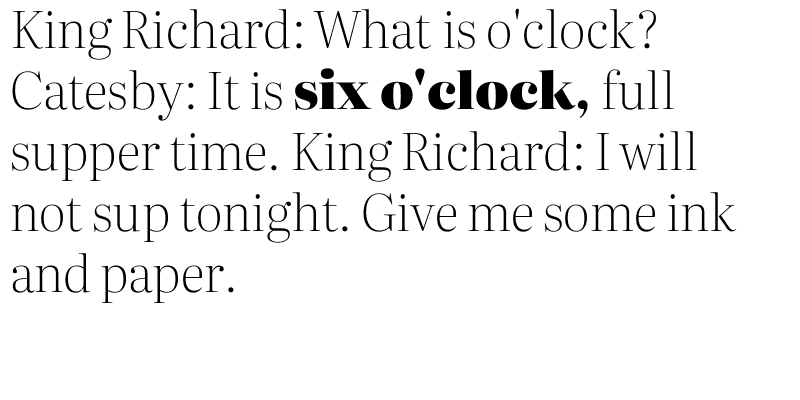 King Richard: What is o'clock?
Catesby: It is six o'clock, full
supper time. King Richard: I will
not sup tonight. Give me some ink
and paper.